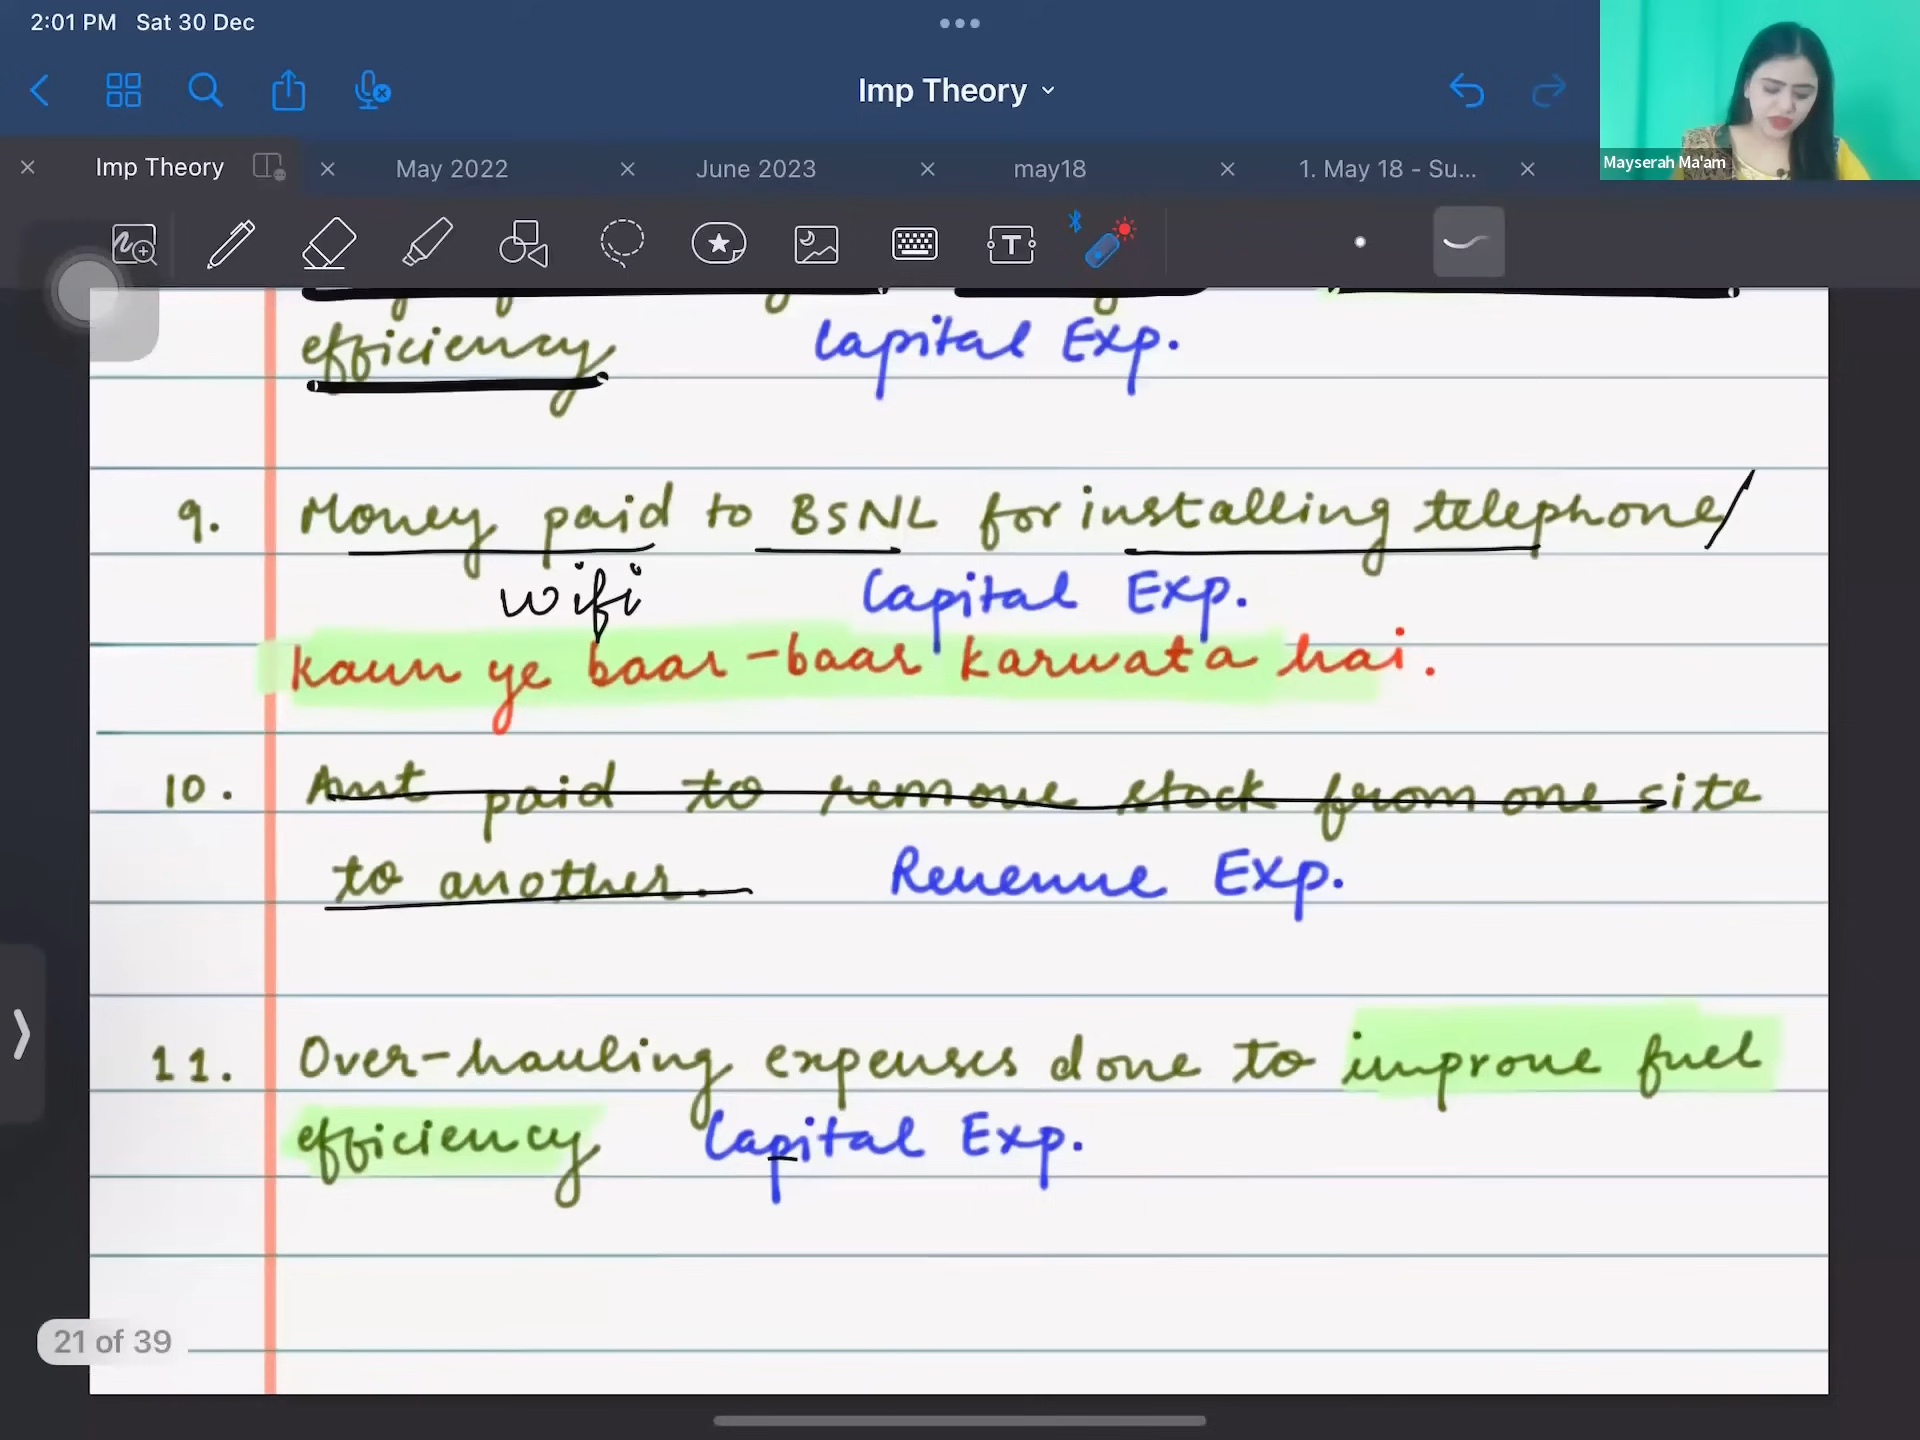 2:01 PM Sat 30 Dec
Imp Theory
Mayserah Ma'am
Imp Theory
May 2022
June 2023
may18
1. May 18 - Su...
efficiency Capital Exp.
9. Money paid to BSNL for installing telephone/
wifi Capital Exp.
Kaun ye baar-baar karwata hai.
10. Amt paid to remove stock from one site
to another. Revenue Exp.
11. Over-hauling expenses done to improve fuel
efficiency Capital Exp.
21 of 39